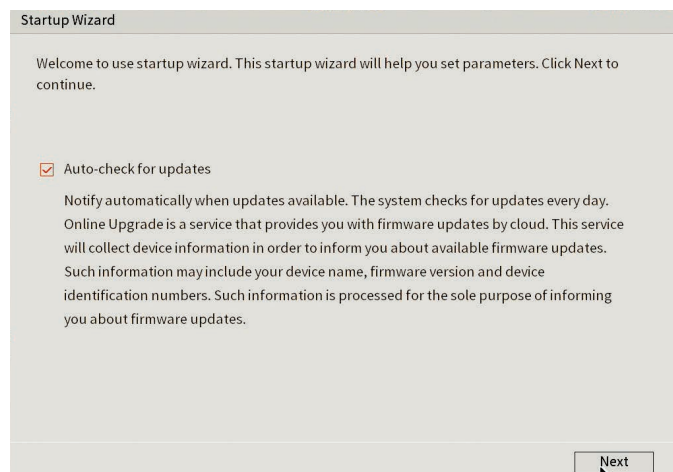 Startup Wizard
Welcome to use startup wizard. This startup wizard will help you set parameters. Click Next to
continue.
Auto-check for updates
Notify automatically when updates available. The system checks for updates every day.
Online Upgrade is a service that provides you with firmware updates by cloud. This service
will collect device information in order to inform you about available firmware updates.
Such information may include your device name, firmware version and device
identification numbers. Such information is processed for the sole purpose of informing
you about firmware updates.
Next